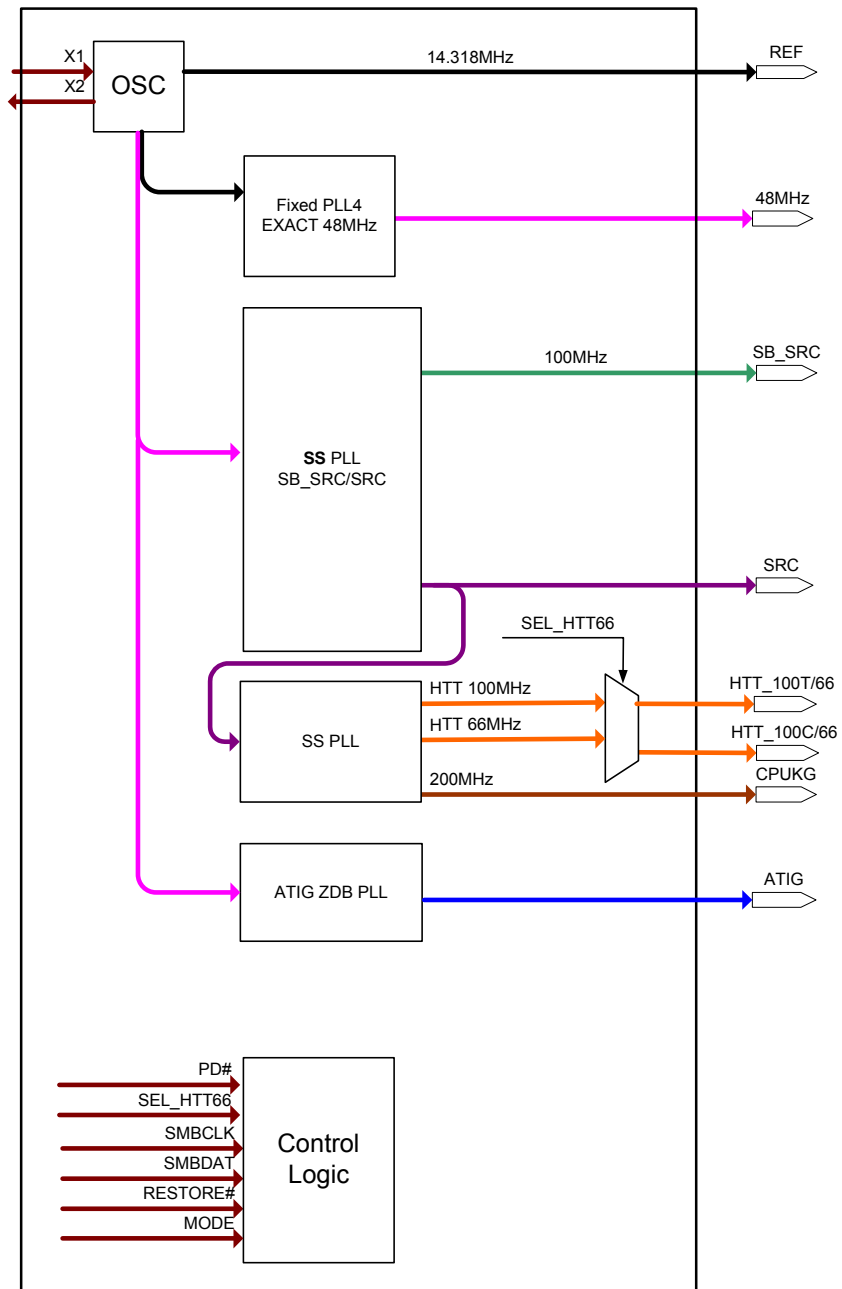 X1
X2
OSC
14.318MHz
REF
Fixed PLL4
EXACT 48MHz
48MHz
100MHz
SB_SRC
SS PLL
SB_SRC/SRC
SRC
SEL_HTT66
SS PLL
HTT 100MHz
HTT 66MHz
200MHz
HTT_100T/66
HTT_100C/66
CPUKG
ATIG ZDB PLL
ATIG
PD#
SEL_HTT66
SMBCLK
SMBDAT
RESTORE#
MODE
Control
Logic